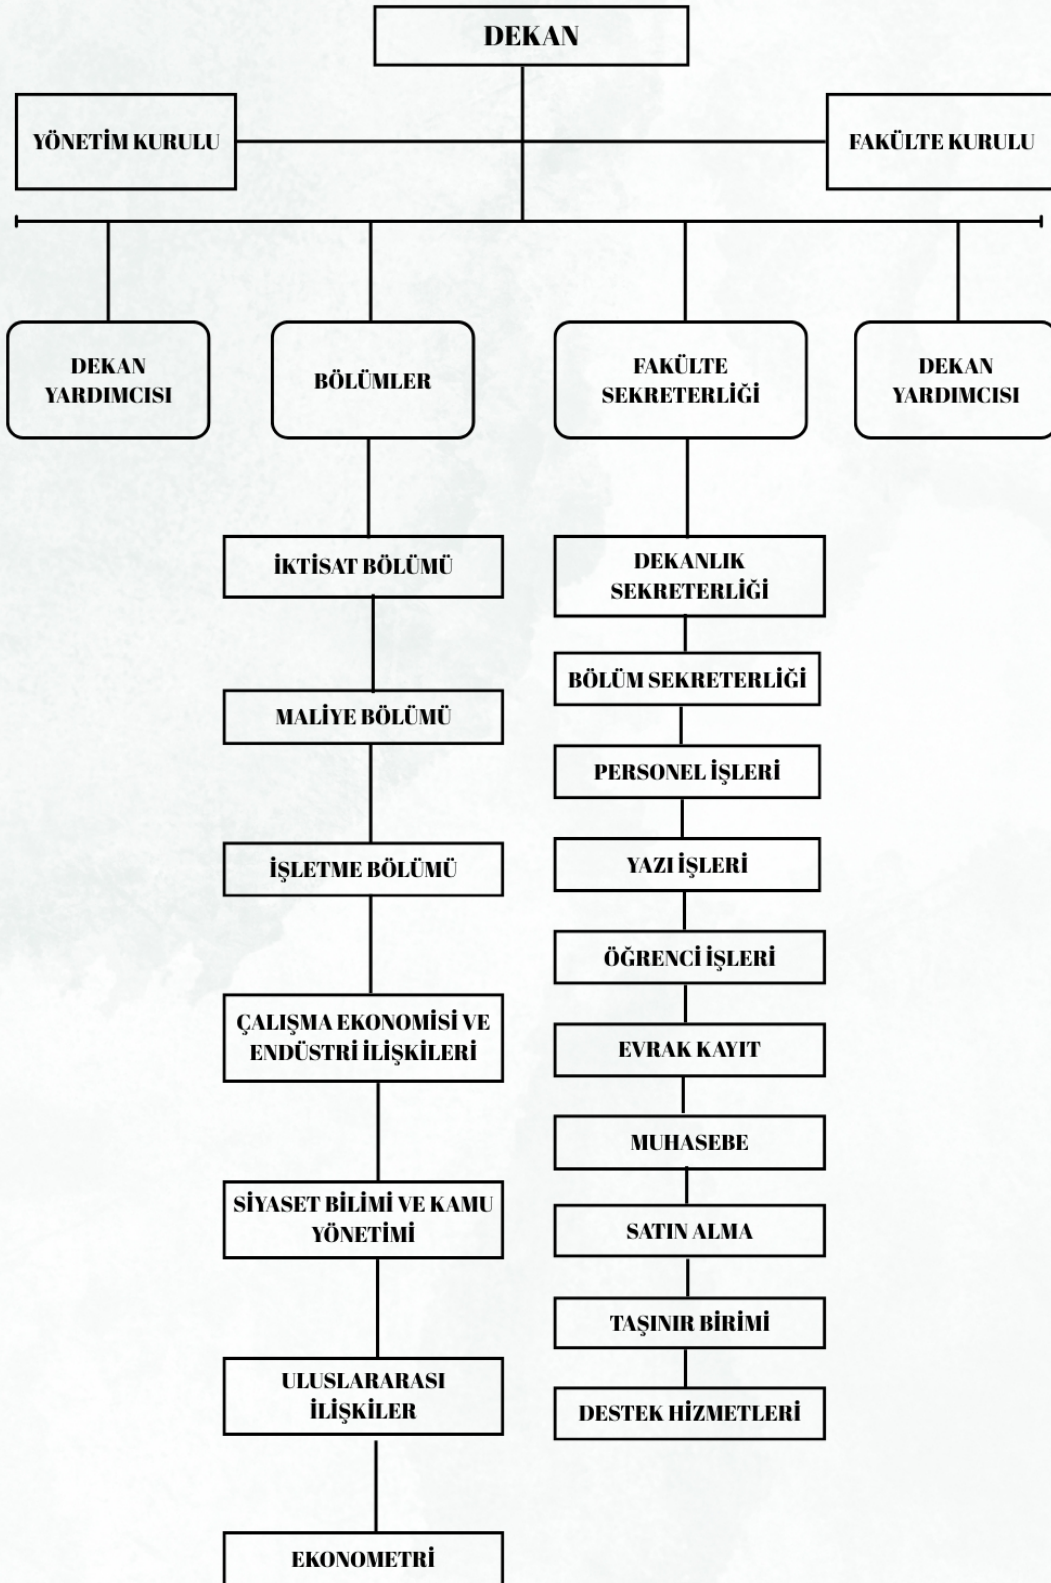 DEKAN
YÖNETİM KURULU
FAKÜLTE KURULU
DEKAN
YARDIMCISI
BÖLÜMLER
FAKÜLTE
SEKRETERLİĞİ
DEKAN
YARDIMCISI
İKTİSAT BÖLÜMÜ
MALİYE BÖLÜMÜ
İŞLETME BÖLÜMÜ
ÇALIŞMA EKONOMİSİ VE
ENDÜSTRİ İLİŞKİLERİ
SİYASET BİLİMİ VE KAMU
YÖNETİMİ
ULUSLARARASI
İLİŞKİLER
EKONOMETRİ
DEKANLIK
SEKRETERLİĞİ
BÖLÜM SEKRETERLİĞİ
PERSONEL İŞLERİ
YAZI İŞLERİ
ÖĞRENCİ İŞLERİ
EVRAK KAYIT
MUHASEBE
SATIN ALMA
TAŞINIR BİRİMİ
DESTEK HİZMETLERİ